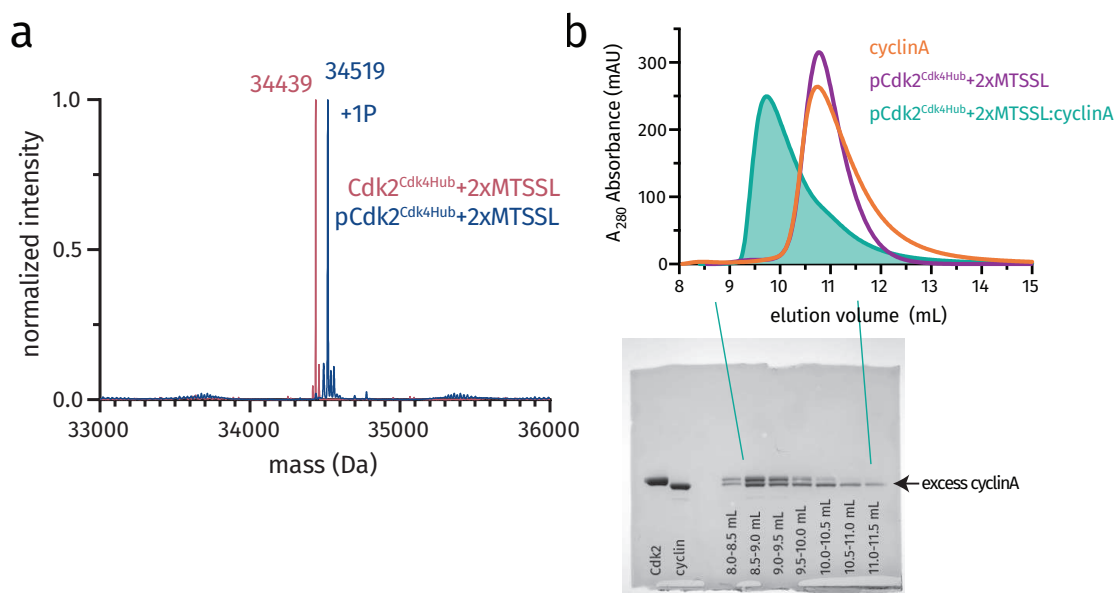 a
34439
34519
+1P
Cdk2Cdk4Hub+2xMTSSL
pCdk2Cdk4Hub+2xMTSSL
normalized intensity
1.0
0.5
0.0
33000 34000 35000 36000
mass (Da)
b
cyclinA
pCdk2Cdk4Hub+2xMTSSL
pCdk2Cdk4Hub+2xMTSSL:cyclinA
A280 Absorbance (mAU)
300
200
100
0
8 9 10 11 12 13 14 15
elution volume (mL)
excess cyclinA
Cdk2
cyclin
8.0-8.5 mL
8.5-9.0 mL
9.0-9.5 mL
9.5-10.0 mL
10.0-10.5 mL
10.5-11.0 mL
11.0-11.5 mL